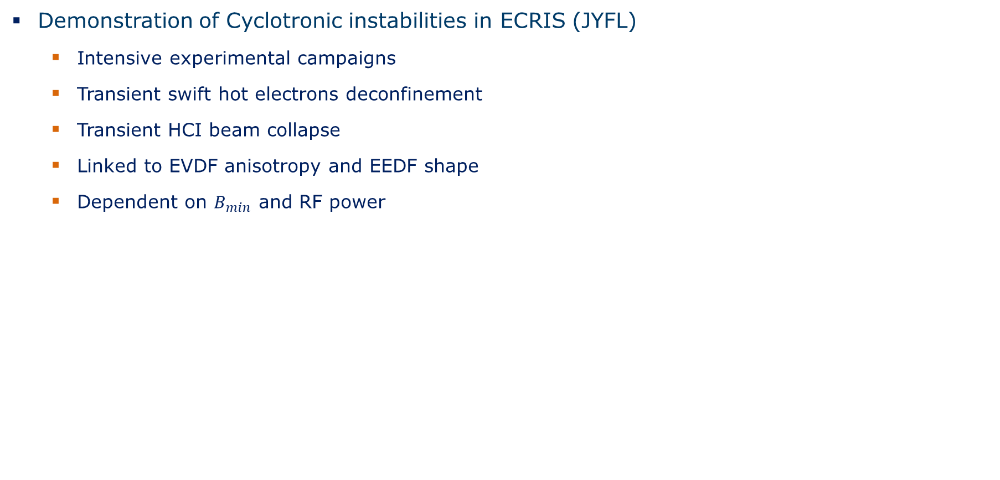 ▪ Demonstration of Cyclotronic instabilities in ECRIS (JYFL)
▪ Intensive experimental campaigns
▪ Transient swift hot electrons deconfinement
▪ Transient HCI beam collapse
▪ Linked to EVDF anisotropy and EEDF shape
▪ Dependent on $B_{min}$ and RF power